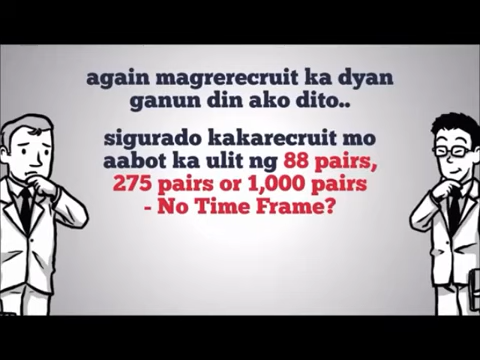 again magrerecruit ka dyan
ganun din ako dito..
sigurado kakarecruit mo
aabot ka ulit ng 88 pairs,
275 pairs or 1,000 pairs
- No Time Frame?